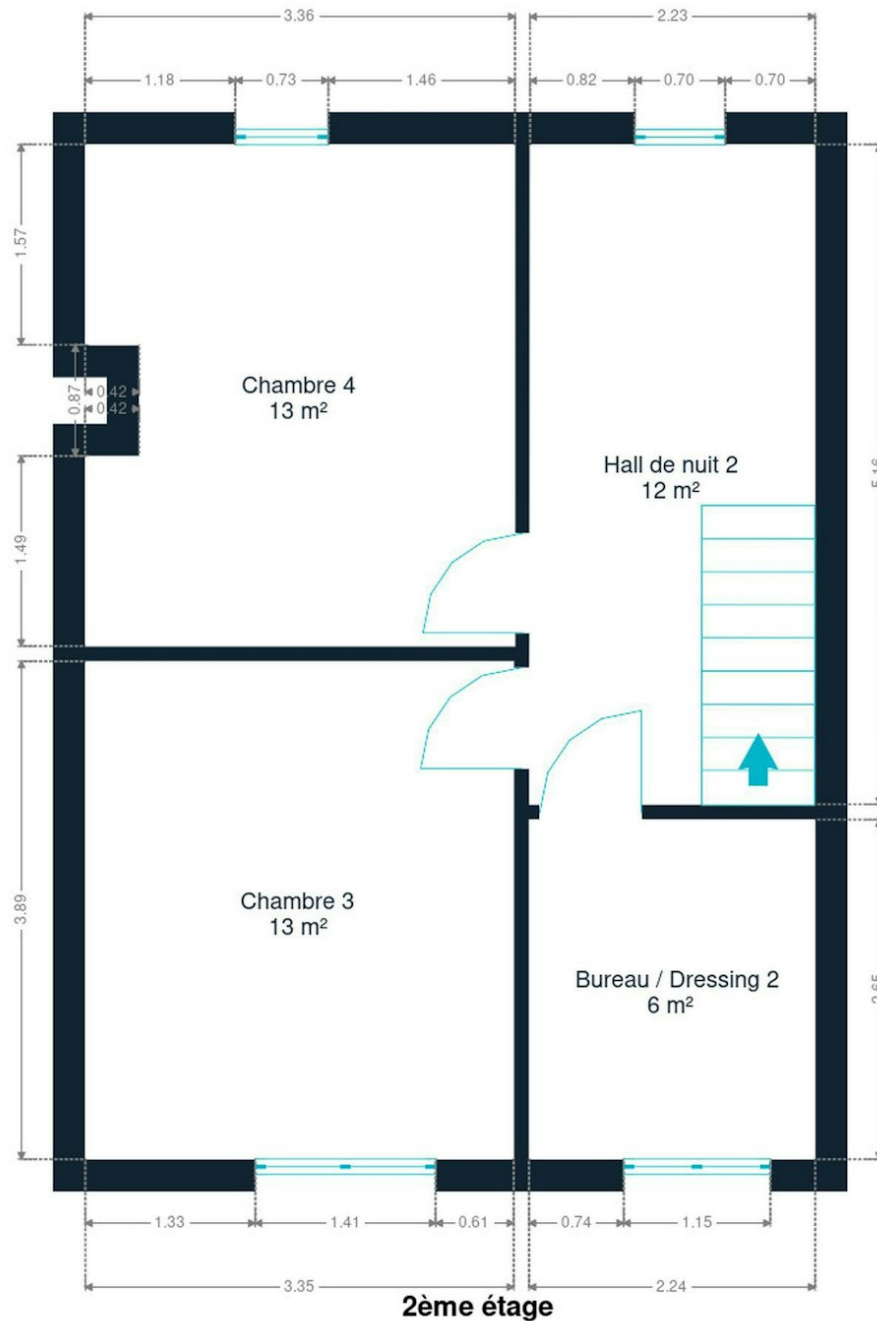 3.36
2.23
1.18
0.73
1.46
0.82
0.70
0.70
1.57
0.87
0.42
0.42
Chambre 4
13 m²
Hall de nuit 2
12 m²
1.49
3.89
Chambre 3
13 m²
Bureau / Dressing 2
6 m²
1.33
1.41
0.61
0.74
1.15
3.35
2.24
2ème étage